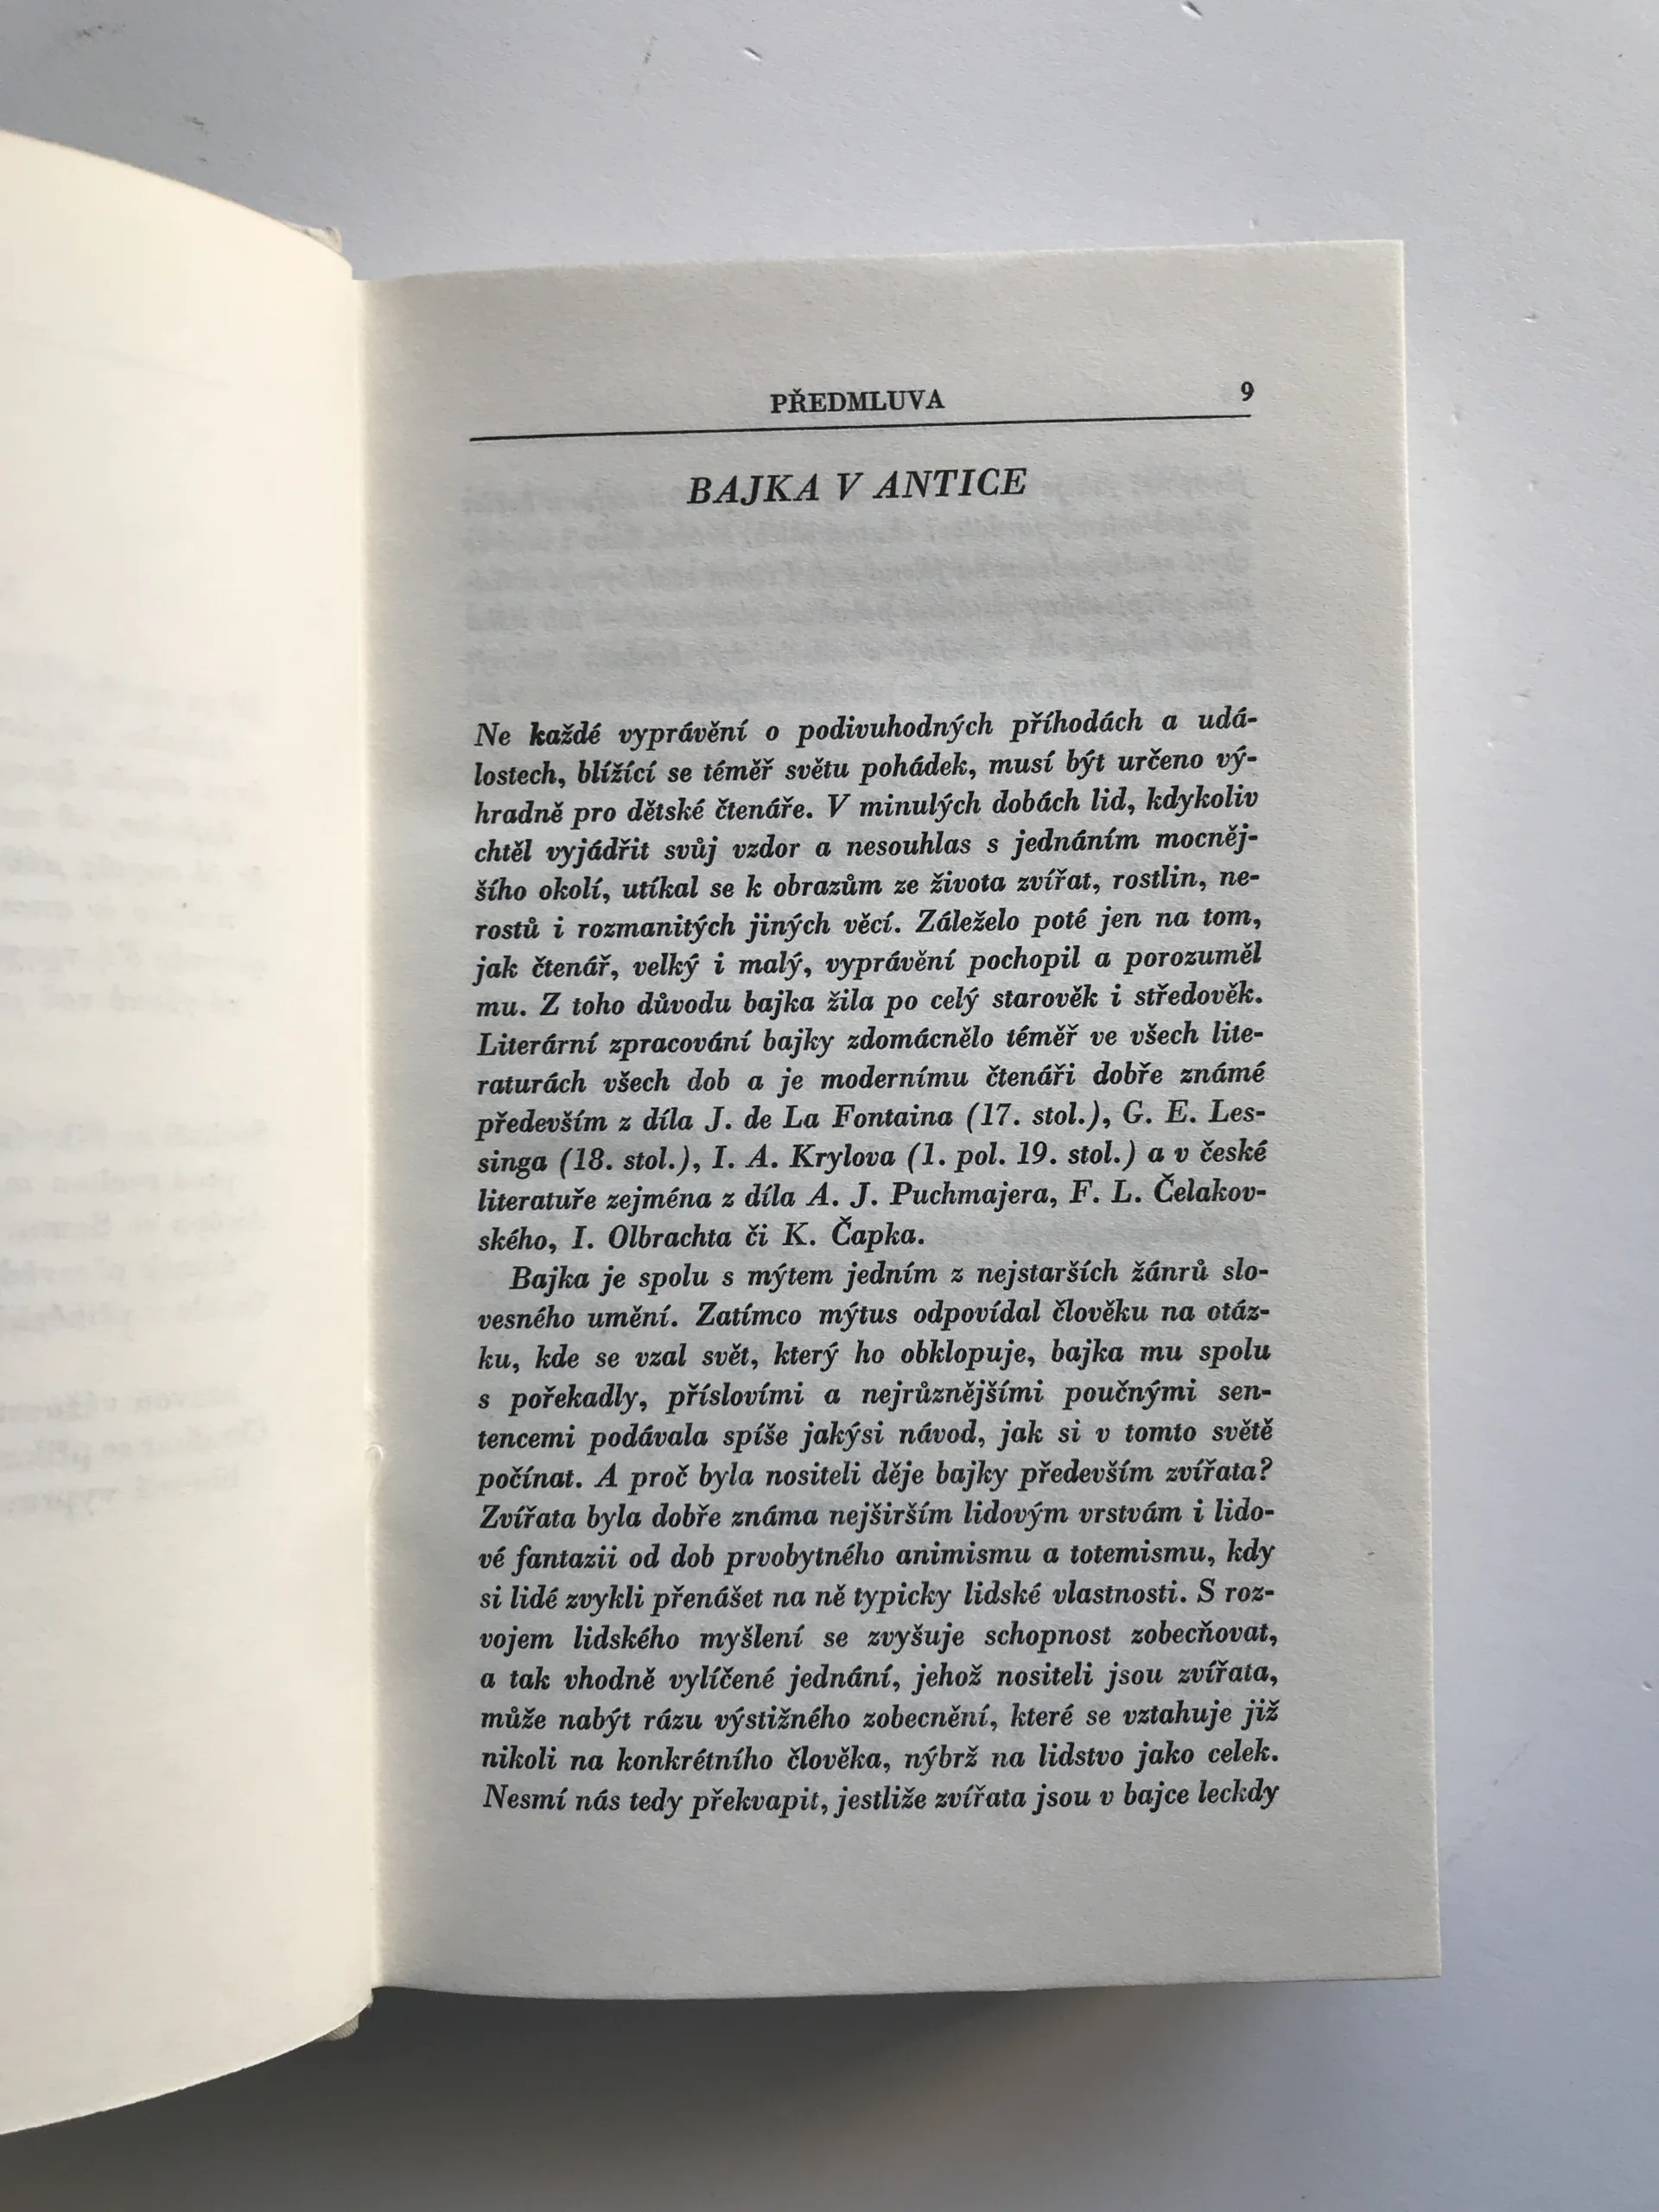 PŘEDMLUVA 9
BAJKA V ANTICE
Ne každé vyprávění o podivuhodných příhodách a udá-
lostech, blížící se téměř světu pohádek, musí být určeno vý-
hradně pro dětské čtenáře. V minulých dobách lid, kdykoliv
chtěl vyjádřit svůj vzdor a nesouhlas s jednáním mocněj-
šího okolí, utíkal se k obrazům ze života zvířat, rostlin, ne-
rostů i rozmanitých jiných věcí. Záleželo poté jen na tom,
jak čtenář, velký i malý, vyprávění pochopil a porozuměl
mu. Z toho důvodu bajka žila po celý starověk i středověk.
Literární zpracování bajky zdomácnělo téměř ve všech lite-
raturách všech dob a je modernímu čtenáři dobře známé
především z díla J. de La Fontaina (17. stol.), G. E. Les-
singa (18. stol.), I. A. Krylova (1. pol. 19. stol.) a v české
literatuře zejména z díla A. J. Puchmajera, F. L. Čelakov-
ského, I. Olbrachta či K. Čapka.
Bajka je spolu s mýtem jedním z nejstarších žánrů slo-
vesného umění. Zatímco mýtus odpovídal člověku na otáz-
ku, kde se vzal svět, který ho obklopuje, bajka mu spolu
s pořekadly, příslovími a nejrůznějšími poučnými sen-
tencemi podávala spíše jakýsi návod, jak si v tomto světě
počínat. A proč byla nositeli děje bajky především zvířata?
Zvířata byla dobře známa nejširším lidovým vrstvám i lido-
vé fantazii od dob prvobytného animismu a totemismu, kdy
si lidé zvykli přenášet na ně typicky lidské vlastnosti. S roz-
vojem lidského myšlení se zvyšuje schopnost zobecňovat,
a tak vhodně vylíčené jednání, jehož nositeli jsou zvířata,
může nabýt rázu výstižného zobecnění, které se vztahuje již
nikoli na konkrétního člověka, nýbrž na lidstvo jako celek.
Nesmí nás tedy překvapit, jestliže zvířata jsou v bajce leckdy